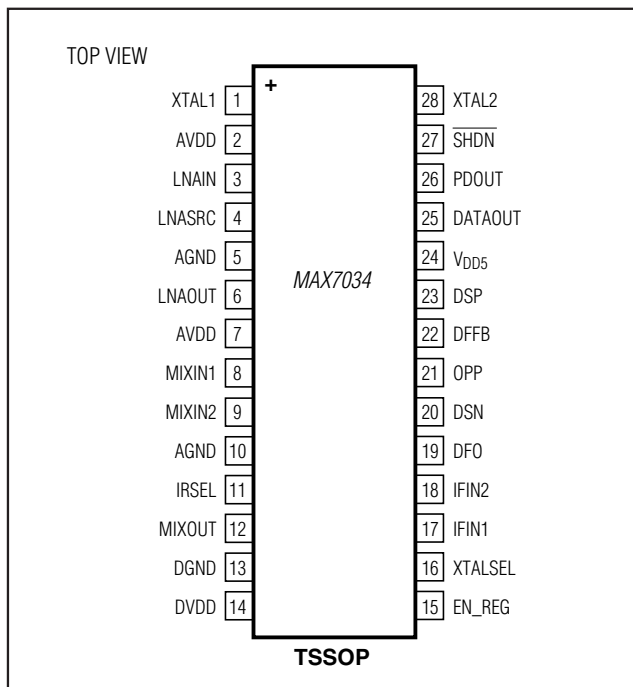 TOP VIEW
+
XTAL1 1
AVDD 2
LNAIN 3
LNASRC 4
AGND 5
LNAOUT 6
AVDD 7
MIXIN1 8
MIXIN2 9
AGND 10
IRSEL 11
MIXOUT 12
DGND 13
DVDD 14
MAX7034
28 XTAL2
27 SHDN
26 PDOUT
25 DATAOUT
24 VDD5
23 DSP
22 DFFB
21 OPP
20 DSN
19 DFO
18 IFIN2
17 IFIN1
16 XTALSEL
15 EN_REG
TSSOP